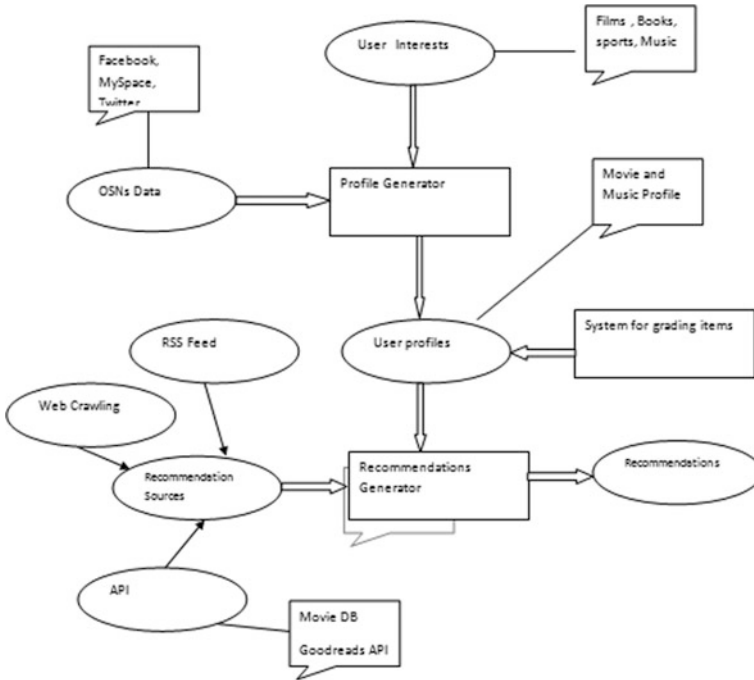 Films , Books,
sports, Music
User Interests
Facebook,
MySpace,
Twitter
Profile Generator
OSNs Data
Movie and
Music Profile
System for grading items
User profiles
RSS Feed
Web Crawling
Recommendation
Sources
Recommendations
Generator
Recommendations
API
Movie DB
Goodreads API